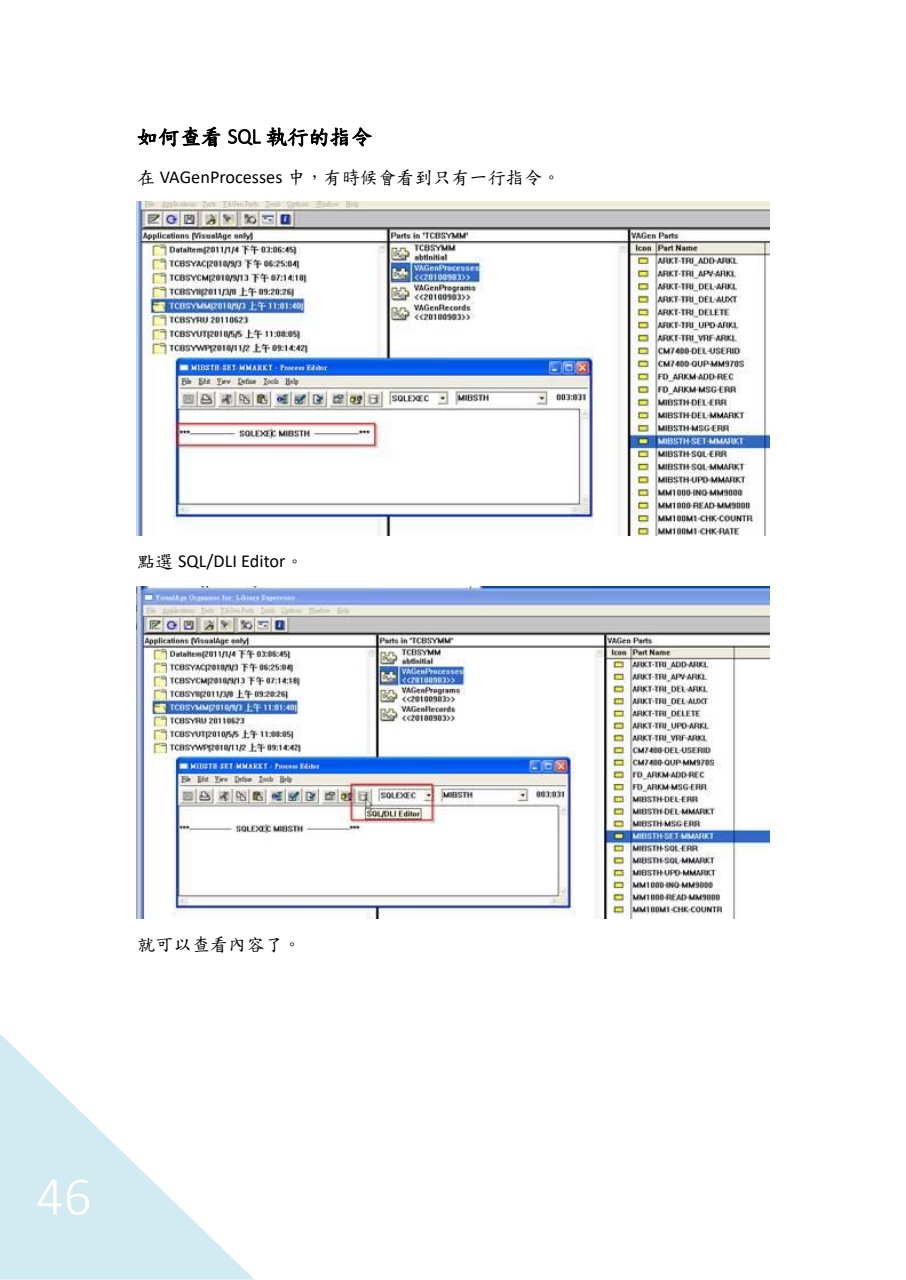 如何查看 SQL 執行的指令
在 VAGenProcesses 中，有時候會看到只有一行指令。
File Applications Parts VAGen Parts Tools Options Window Help
Applications (VisualAge only)
DataItem[2011/1/4 下午 03:06:45]
TCBSYAC[2010/9/3 下午 06:25:04]
TCBSYCM[2010/9/13 下午 07:14:18]
TCBSYII[2011/3/8 上午 09:20:26]
TCBSYMM[2010/9/3 上午 11:01:40]
TCBSYRU 20110623
TCBSYUT[2010/5/5 上午 11:08:05]
TCBSYWP[2010/11/2 上午 09:14:42]
Parts in 'TCBSYMM'
TCBSYMM
abtInitial
VAGenProcesses
<<20100903>>
VAGenPrograms
<<20100903>>
VAGenRecords
<<20100903>>
VAGen Parts
Icon Part Name
ARKT-TRI_ADD-ARKL
ARKT-TRI_APV-ARKL
ARKT-TRI_DEL-ARKL
ARKT-TRI_DEL-AUXT
ARKT-TRI_DELETE
ARKT-TRI_UPD-ARKL
ARKT-TRI_VRF-ARKL
CM7400-DEL-USERID
CM7400-QUP-MM970S
FD_ARKM-ADD-REC
FD_ARKM-MSG-ERR
MIBSTH-DEL-ERR
MIBSTH-DEL-MMARKT
MIBSTH-MSG-ERR
MIBSTH-SET-MMARKT
MIBSTH-SQL-ERR
MIBSTH-SQL-MMARKT
MIBSTH-UPD-MMARKT
MM1000-INQ-MM9000
MM1000-READ-MM9000
MM100M1-CHK-COUNTR
MM100M1-CHK-RATE
MIBSTH-SET-MMARKT - Process Editor
File Edit View Define Tools Help
SQLEXEC MIBSTH 003:031
***————— SQLEXEC MIBSTH —————***
點選 SQL/DLI Editor。
VisualAge Organizer for: Library Supervisor
File Applications Parts VAGen Parts Tools Options Window Help
Applications (VisualAge only)
DataItem[2011/1/4 下午 03:06:45]
TCBSYAC[2010/9/3 下午 06:25:04]
TCBSYCM[2010/9/13 下午 07:14:18]
TCBSYII[2011/3/8 上午 09:20:26]
TCBSYMM[2010/9/3 上午 11:01:40]
TCBSYRU 20110623
TCBSYUT[2010/5/5 上午 11:08:05]
TCBSYWP[2010/11/2 上午 09:14:42]
Parts in 'TCBSYMM'
TCBSYMM
abtInitial
VAGenProcesses
<<20100903>>
VAGenPrograms
<<20100903>>
VAGenRecords
<<20100903>>
VAGen Parts
Icon Part Name
ARKT-TRI_ADD-ARKL
ARKT-TRI_APV-ARKL
ARKT-TRI_DEL-ARKL
ARKT-TRI_DEL-AUXT
ARKT-TRI_DELETE
ARKT-TRI_UPD-ARKL
ARKT-TRI_VRF-ARKL
CM7400-DEL-USERID
CM7400-QUP-MM970S
FD_ARKM-ADD-REC
FD_ARKM-MSG-ERR
MIBSTH-DEL-ERR
MIBSTH-DEL-MMARKT
MIBSTH-MSG-ERR
MIBSTH-SET-MMARKT
MIBSTH-SQL-ERR
MIBSTH-SQL-MMARKT
MIBSTH-UPD-MMARKT
MM1000-INQ-MM9000
MM1000-READ-MM9000
MM100M1-CHK-COUNTR
MIBSTH-SET-MMARKT - Process Editor
File Edit View Define Tools Help
SQLEXEC MIBSTH 003:031
SQL/DLI Editor
***————— SQLEXEC MIBSTH —————***
就可以查看內容了。
46